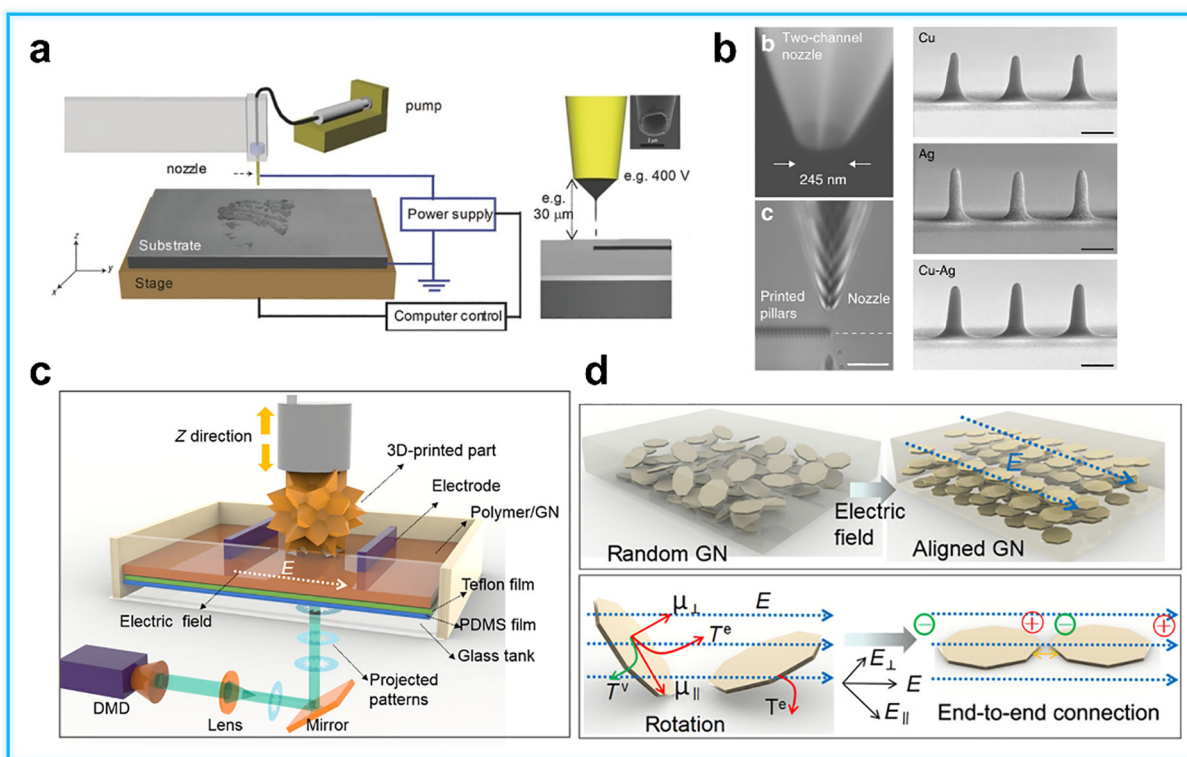 a
pump
nozzle
e.g. 400 V
e.g.
30 μm
Power supply
Substrate
Stage
Computer control
z
y
x
b
b
Two-channel
nozzle
245 nm
c
Printed
pillars
Nozzle
Cu
Ag
Cu-Ag
c
Z direction
3D-printed part
Electrode
Polymer/GN
E
Teflon film
PDMS film
Electric field
Glass tank
Projected
patterns
DMD
Lens
Mirror
d
E
Random GN
Electric
field
Aligned GN
μ⊥
E
Tᵉ
Tᵛ
μ||
Tᵉ
Rotation
− + − +
E⊥
E
E||
End-to-end connection